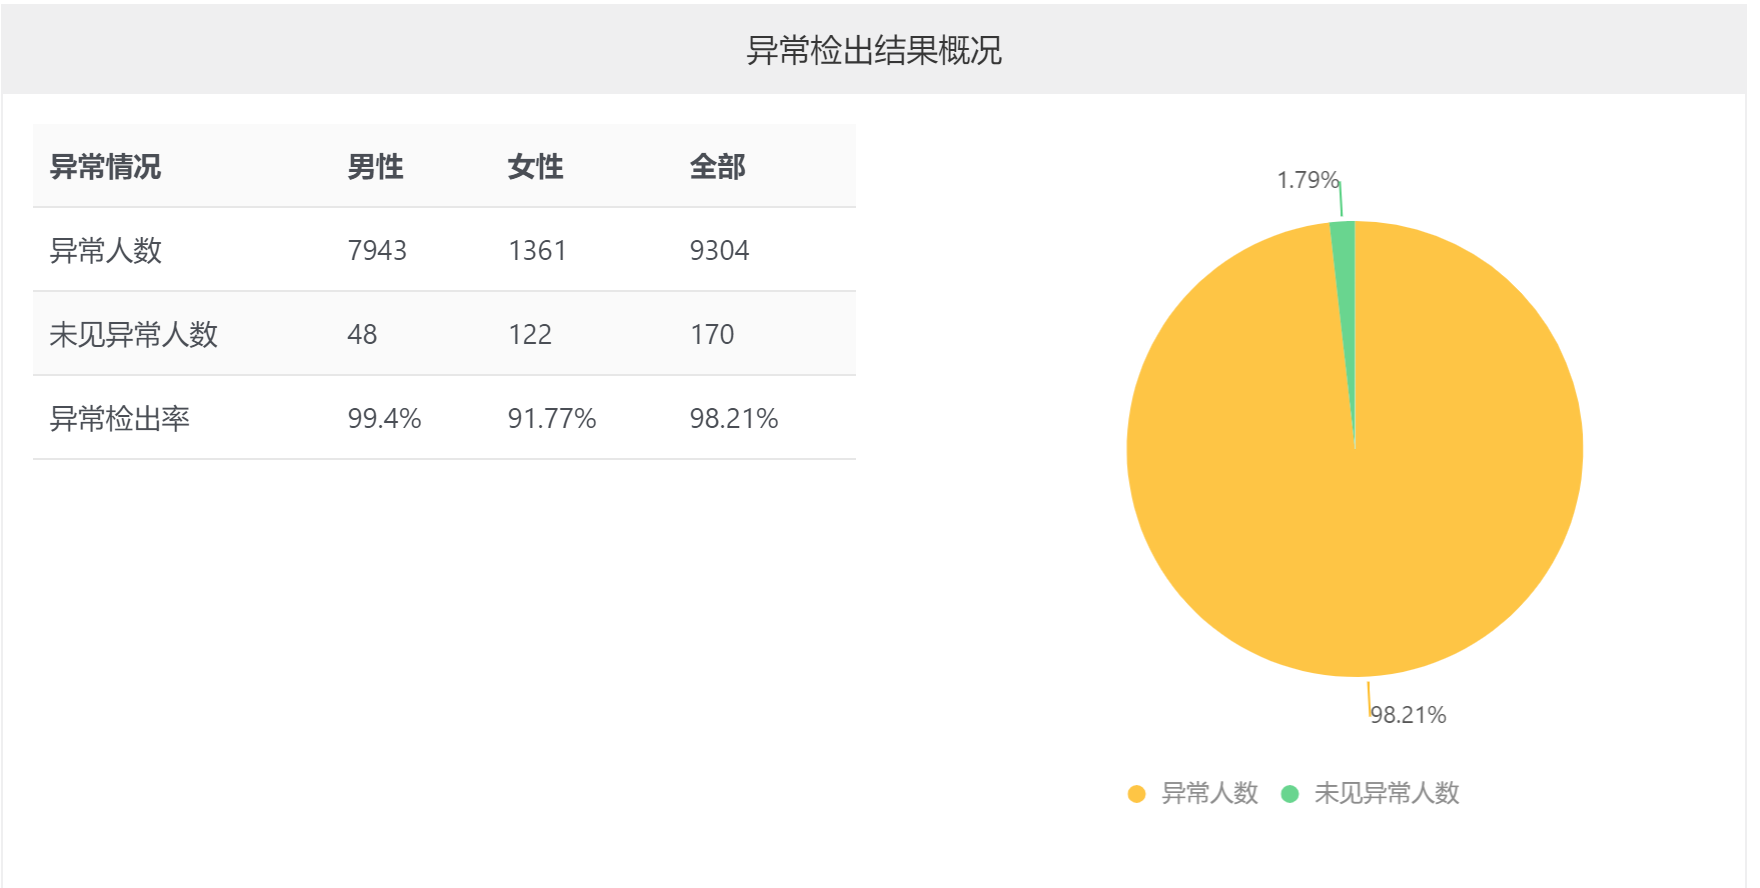 异常检出结果概况
异常情况 男性 女性 全部
异常人数 7943 1361 9304
未见异常人数 48 122 170
异常检出率 99.4% 91.77% 98.21%
1.79%
98.21%
异常人数 未见异常人数